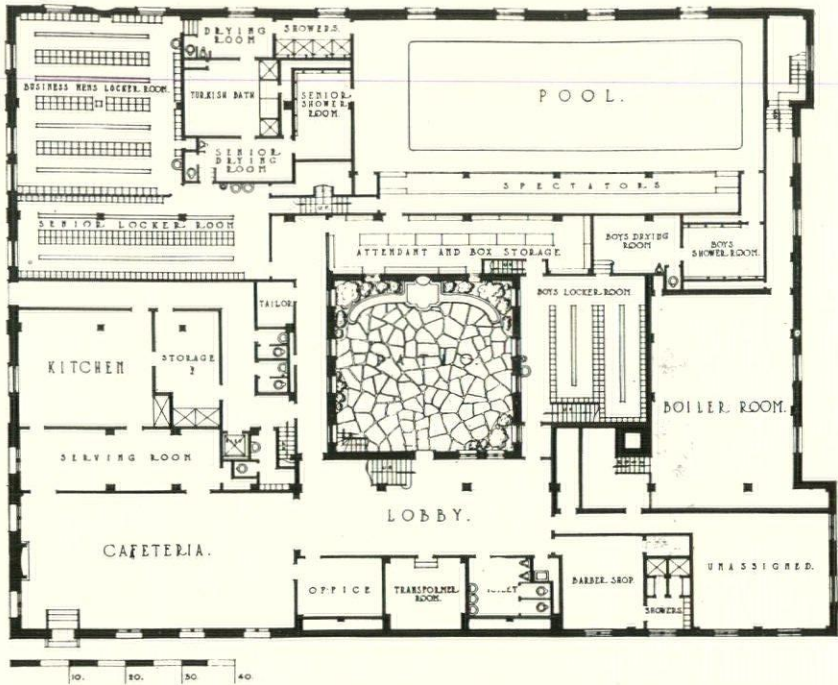 DRYING
ROOM
SHOWERS.
BUSINESS MENS LOCKER ROOM.
TURKISH BATH
SENIOR
SHOWER
ROOM.
POOL.
SENIOR
DRYING
ROOM
SPECTATORS
UP
SENIOR LOCKER ROOM
ATTENDANT AND BOX STORAGE
BOYS DRYING
ROOM
BOYS
SHOWER ROOM.
TAILOR
BOYS LOCKER ROOM.
PATIO
KITCHEN
STORAGE
BOILER ROOM.
SERVING ROOM
LOBBY.
CAFETERIA.
OFFICE
TRANSFORMER
ROOM.
TOILET
BARBER SHOP.
UNASSIGNED.
SHOWERS
10. 20. 30. 40.